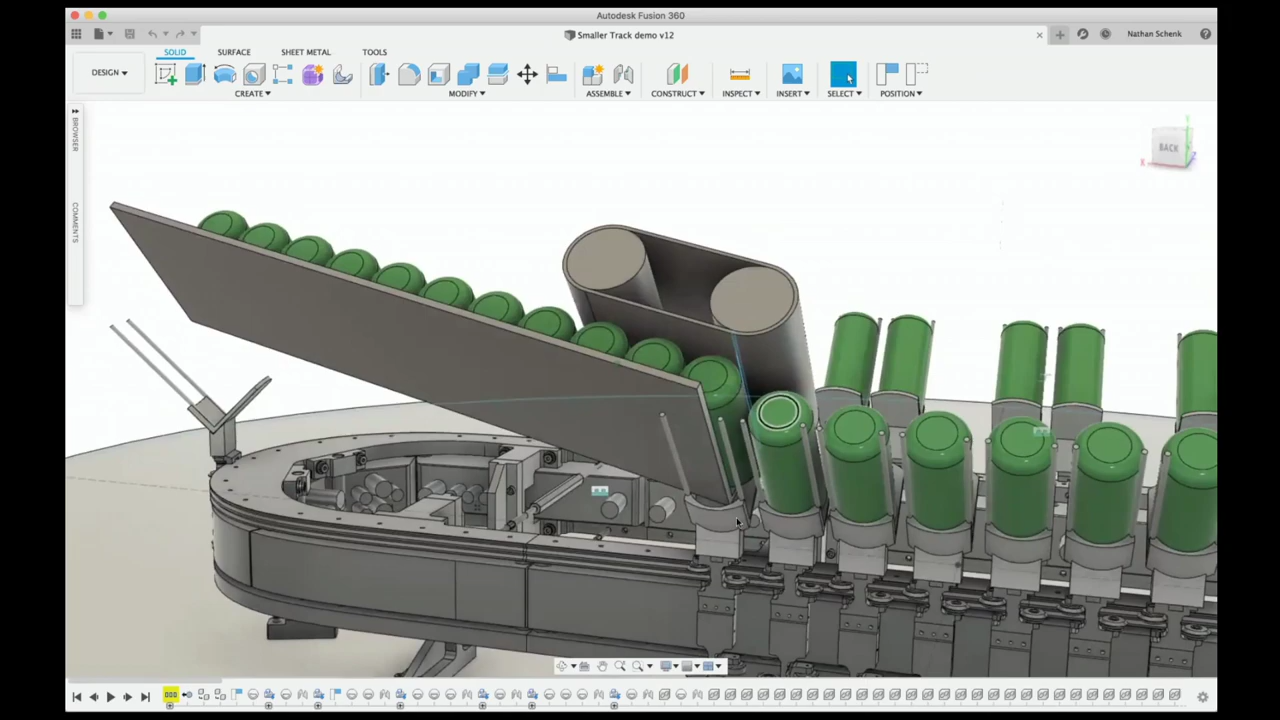 Autodesk Fusion 360
Smaller Track demo v12
Nathan Schenk
SOLID
SURFACE
SHEET METAL
TOOLS
DESIGN
CREATE
MODIFY
ASSEMBLE
CONSTRUCT
INSPECT
INSERT
SELECT
POSITION
BROWSER
COMMENTS
BACK
X
Z